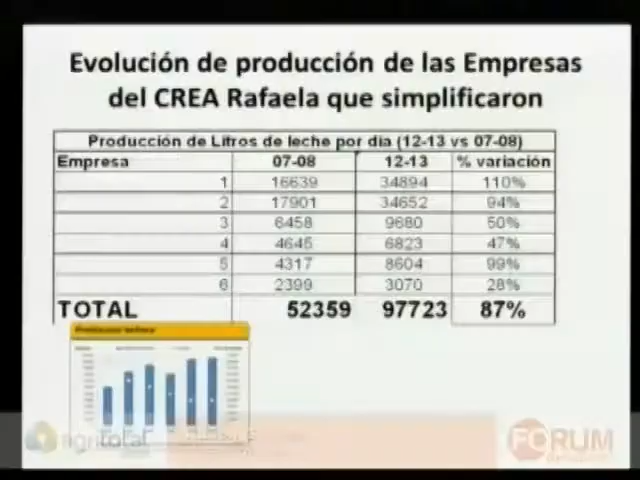 Evolución de producción de las Empresas
del CREA Rafaela que simplificaron
Producción de Litros de leche por dia (12-13 vs 07-08)
Empresa 07-08 12-13 % variación
1 16639 34894 110%
2 17901 34652 94%
3 6458 9680 50%
4 4645 6823 47%
5 4317 8604 99%
6 2399 3070 28%
TOTAL 52359 97723 87%
agritotal
FORUM